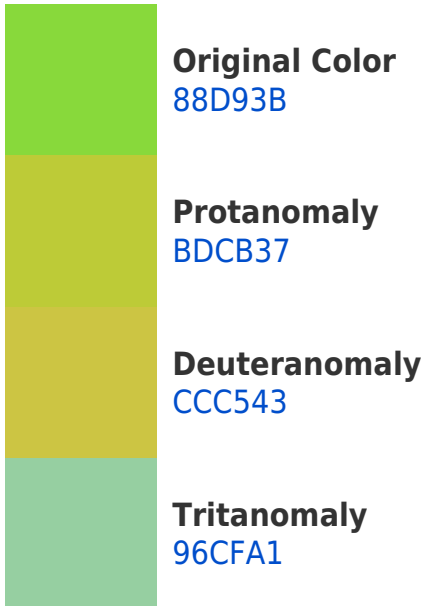 Original Color
88D93B
Protanomaly
BDCB37
Deuteranomaly
CCC543
Tritanomaly
96CFA1